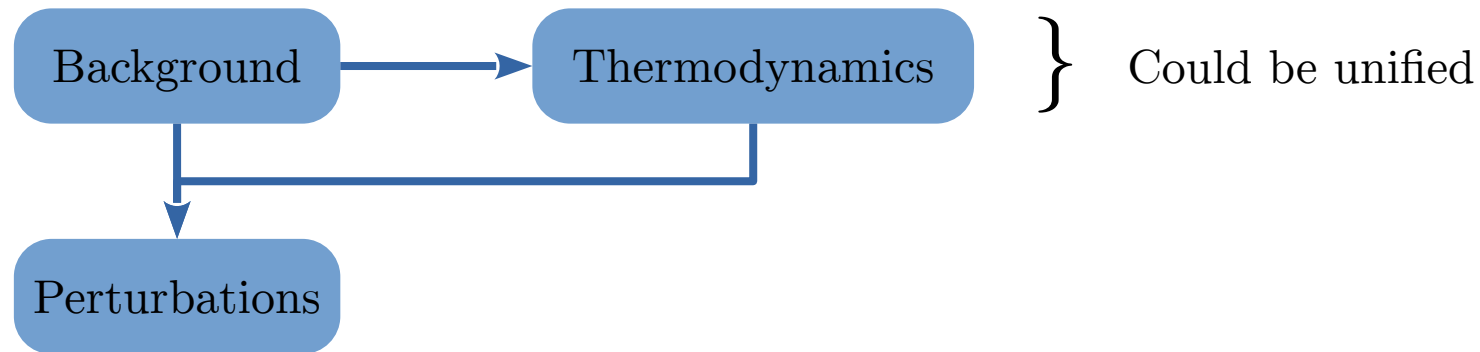 Background
Thermodynamics
} Could be unified
Perturbations